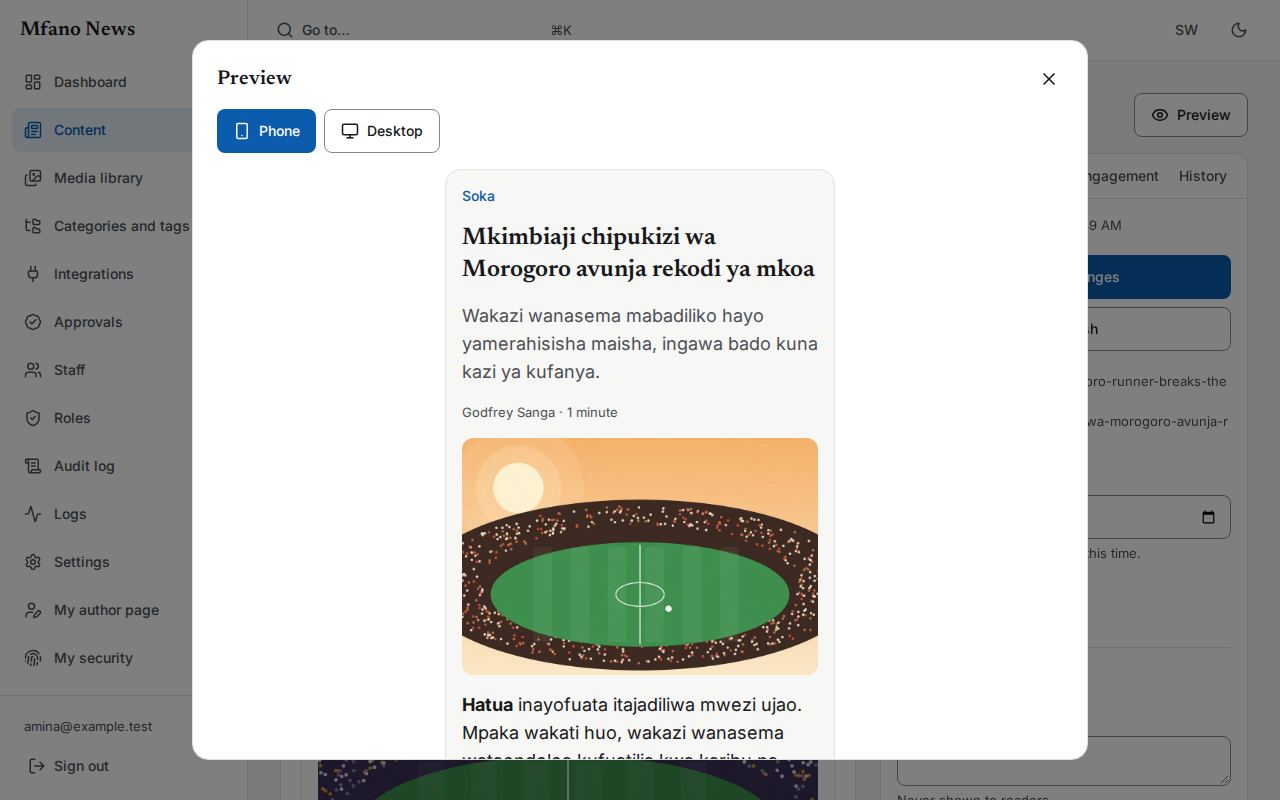 Mfano News
Go to...
⌘K
SW
Dashboard
Content
Media library
Categories and tags
Integrations
Approvals
Staff
Roles
Audit log
Logs
Settings
My author page
My security
amina@example.test
Sign out
Preview
Phone
Desktop
Soka
Mkimbiaji chipukizi wa
Morogoro avunja rekodi ya mkoa
Wakazi wanasema mabadiliko hayo
yamerahisisha maisha, ingawa bado kuna
kazi ya kufanya.
Godfrey Sanga · 1 minute
Hatua inayofuata itajadiliwa mwezi ujao.
Mpaka wakati huo, wakazi wanasema
Preview
History
9 AM
oro-runner-breaks-the
wa-morogoro-avunja-r
this time.
Never shown to readers